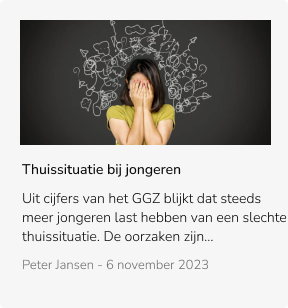 Thuissituatie bij jongeren
Uit cijfers van het GGZ blijkt dat steeds
meer jongeren last hebben van een slechte
thuissituatie. De oorzaken zijn...
Peter Jansen - 6 november 2023